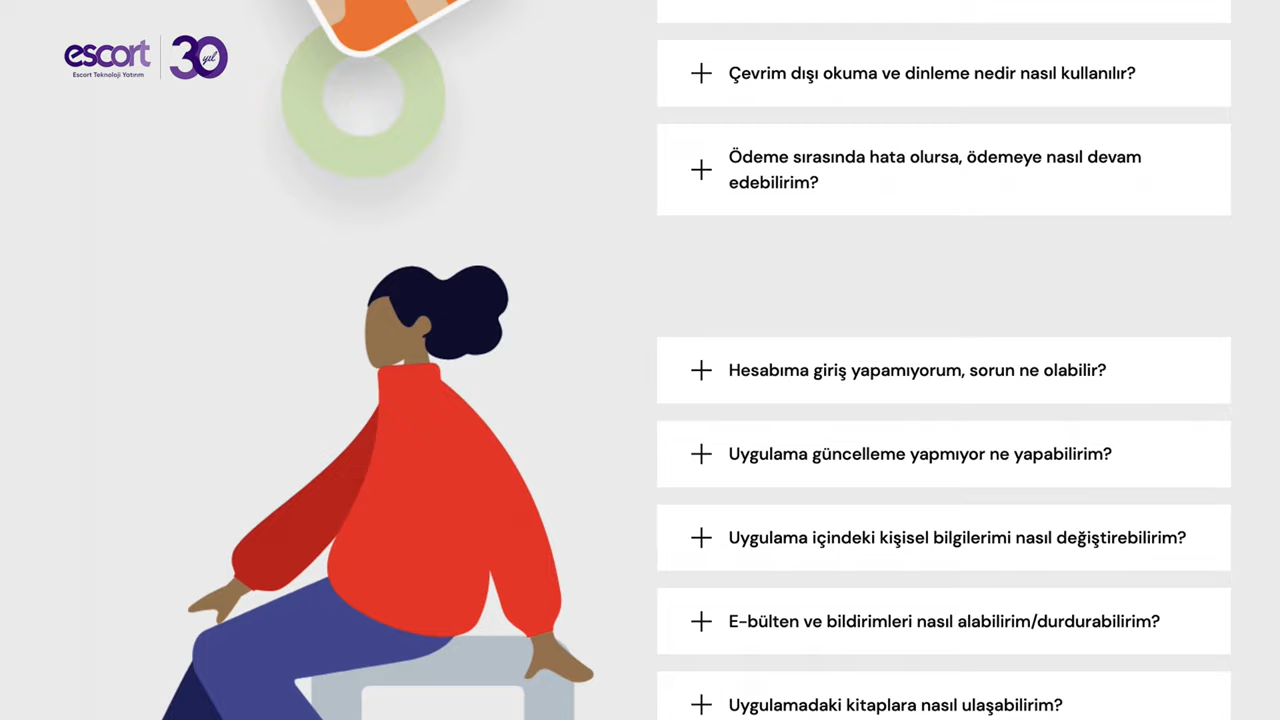 escort
Escort Teknoloji Yatırım
30
yıl
Çevrim dışı okuma ve dinleme nedir nasıl kullanılır?
Ödeme sırasında hata olursa, ödemeye nasıl devam
edebilirim?
Hesabıma giriş yapamıyorum, sorun ne olabilir?
Uygulama güncelleme yapmıyor ne yapabilirim?
Uygulama içindeki kişisel bilgilerimi nasıl değiştirebilirim?
E-bülten ve bildirimleri nasıl alabilirim/durdurabilirim?
Uygulamadaki kitaplara nasıl ulaşabilirim?